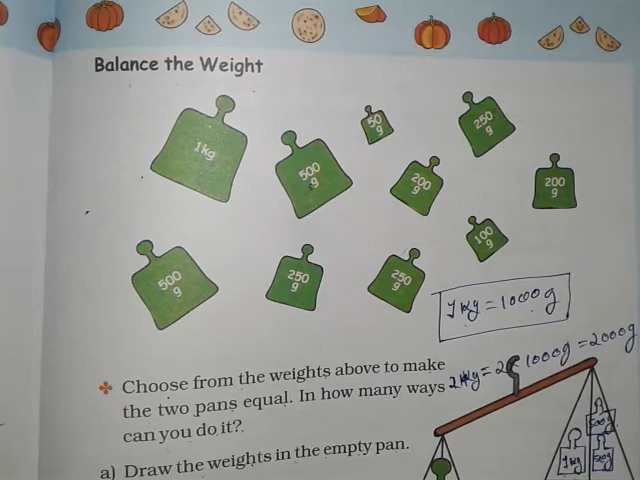 Balance the Weight
50
g
250
g
1kg
500
g
200
g
200
g
100
g
500
g
250
g
250
g
1kg = 1000 g
Choose from the weights above to make
2kg = 2 × 1000g = 2000g
the two pans equal. In how many ways
can you do it?
500g
a) Draw the weights in the empty pan.
1kg
500g